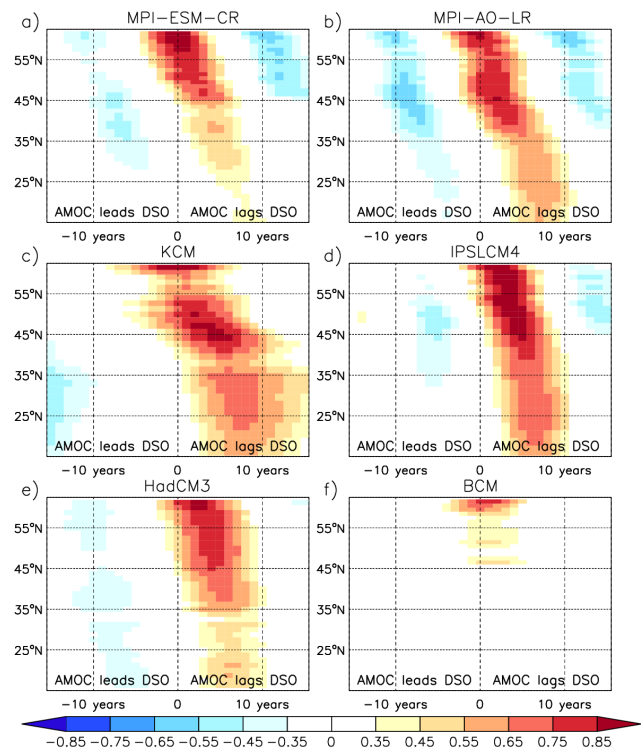 a) MPI-ESM-CR
b) MPI-AO-LR
55°N 55°N
45°N 45°N
35°N 35°N
25°N 25°N
AMOC leads DSO AMOC lags DSO AMOC leads DSO AMOC lags DSO
-10 years 0 10 years -10 years 0 10 years
c) KCM
d) IPSLCM4
55°N 55°N
45°N 45°N
35°N 35°N
25°N 25°N
AMOC leads DSO AMOC lags DSO AMOC leads DSO AMOC lags DSO
-10 years 0 10 years -10 years 0 10 years
e) HadCM3
f) BCM
55°N 55°N
45°N 45°N
35°N 35°N
25°N 25°N
AMOC leads DSO AMOC lags DSO AMOC leads DSO AMOC lags DSO
-10 years 0 10 years -10 years 0 10 years
-0.85 -0.75 -0.65 -0.55 -0.45 -0.35 0 0.35 0.45 0.55 0.65 0.75 0.85